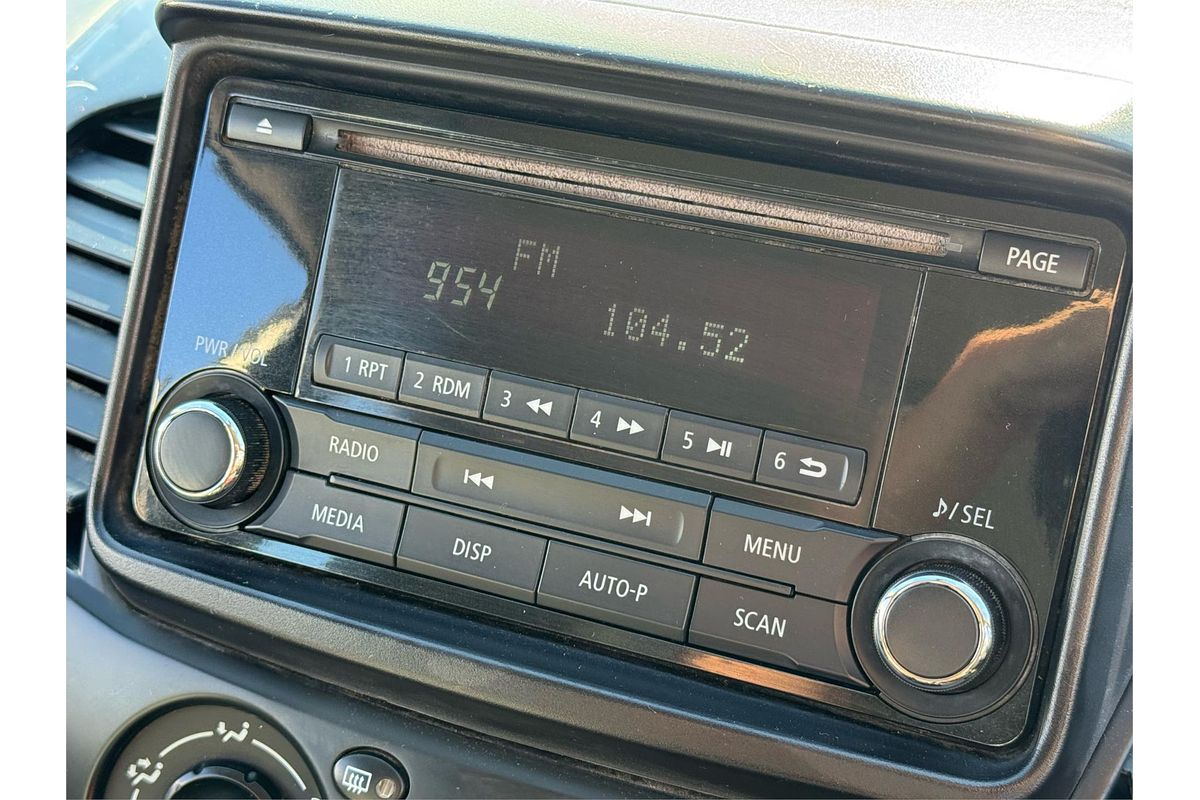 PAGE
FM
954
104.52
PWR/VOL
1 RPT
2 RDM
3
4
5
6
RADIO
MEDIA
DISP
AUTO-P
MENU
SCAN
♪/SEL